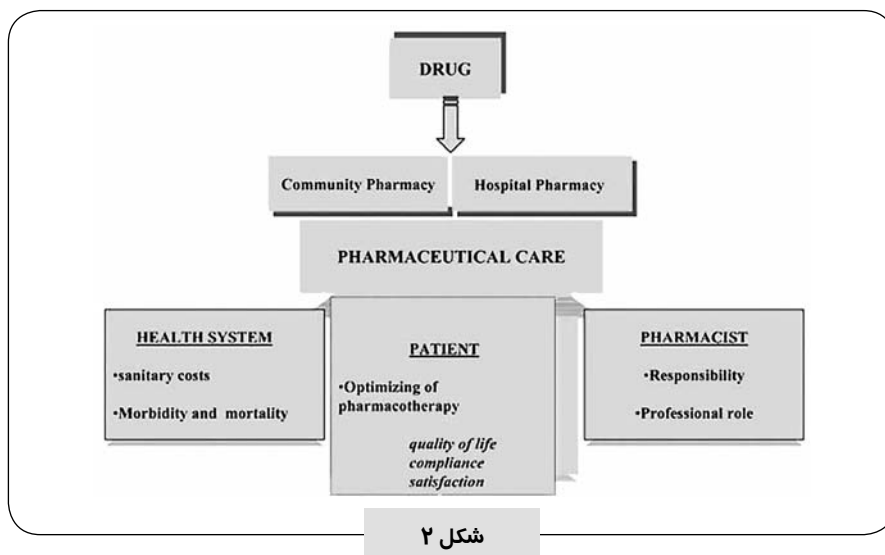 DRUG
Community Pharmacy
Hospital Pharmacy
PHARMACEUTICAL CARE
HEALTH SYSTEM
•sanitary costs
•Morbidity and mortality
PATIENT
•Optimizing of
pharmacotherapy
quality of life
compliance
satisfaction
PHARMACIST
•Responsibility
•Professional role
شکل ۲